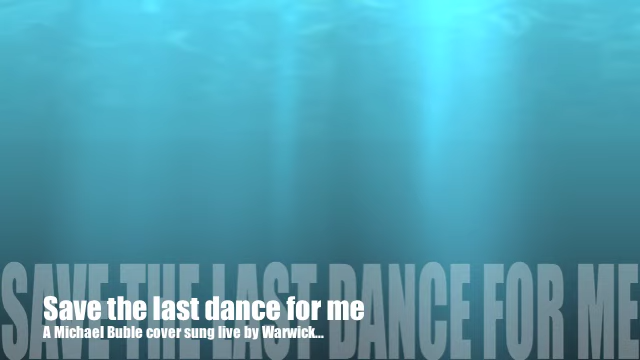 SAVE THE LAST DANCE FOR ME
Save the last dance for me
A Michael Buble cover sung live by Warwick...